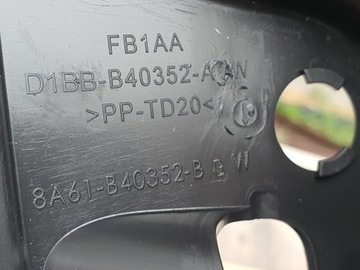 FB1AA
D1BB-B40352-A
>PP-TD20<
8A61-B40352-B B W